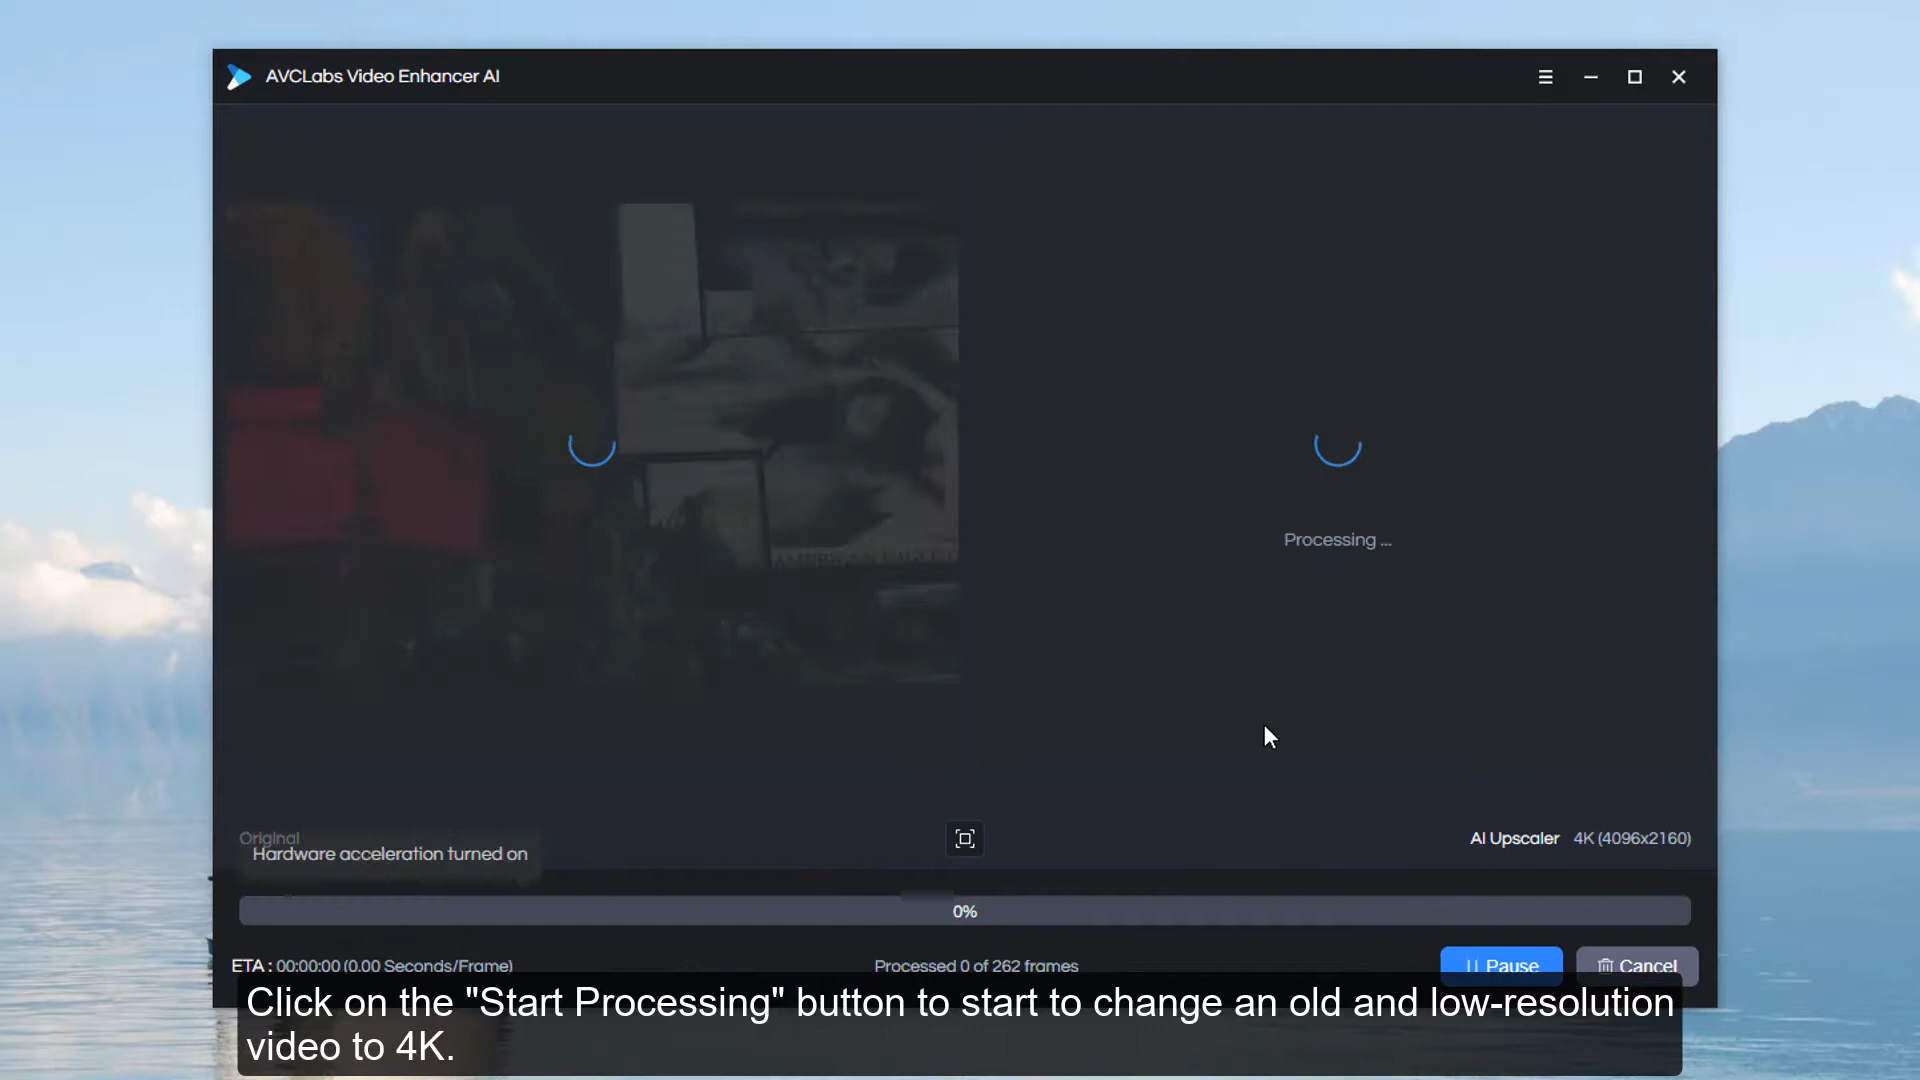 AVCLabs Video Enhancer AI
Processing ...
Original
Hardware acceleration turned on
AI Upscaler 4K (4096x2160)
0%
ETA : 00:00:00 (0.00 Seconds/Frame)
Processed 0 of 262 frames
Pause
Cancel
Click on the "Start Processing" button to start to change an old and low-resolution
video to 4K.